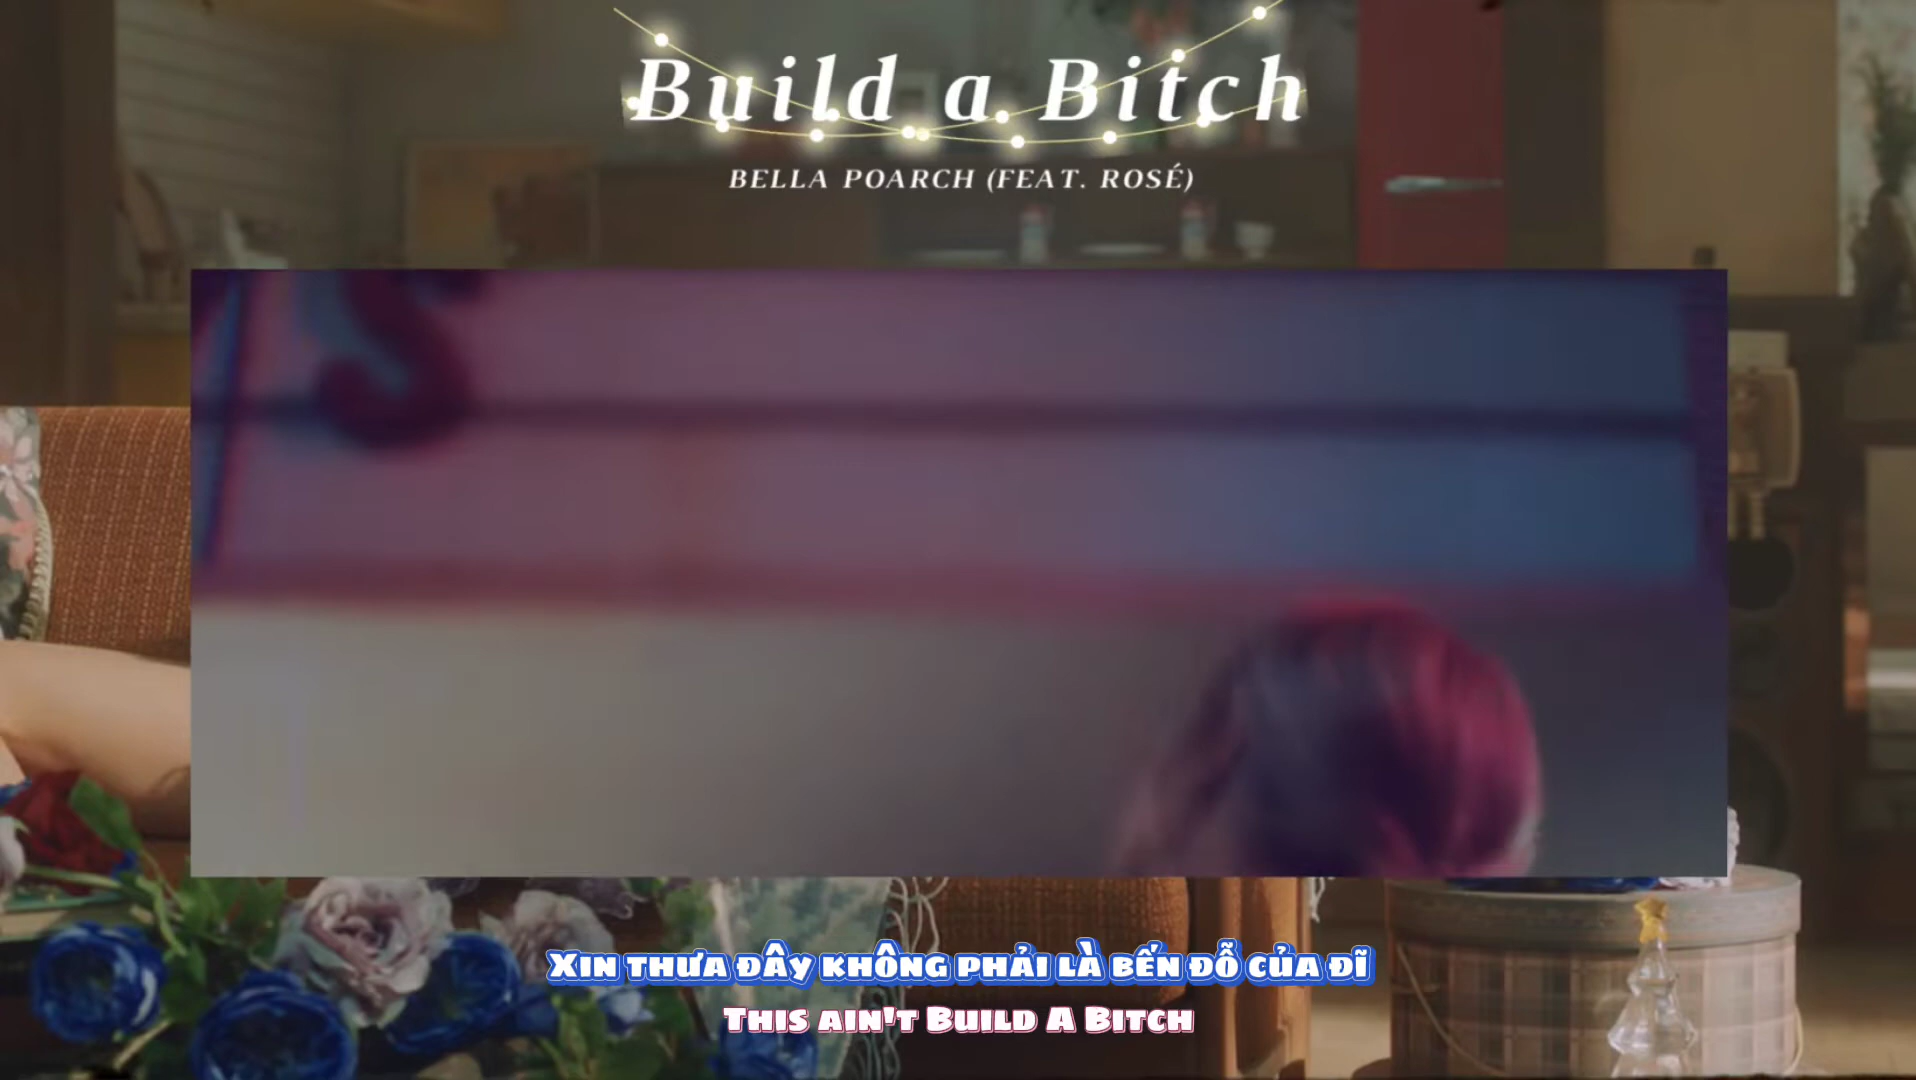 Build a Bitch
BELLA POARCH (FEAT. ROSÉ)
S
Xin thưa đây không phải là bến đỗ của đĩ
This ain't Build A Bitch